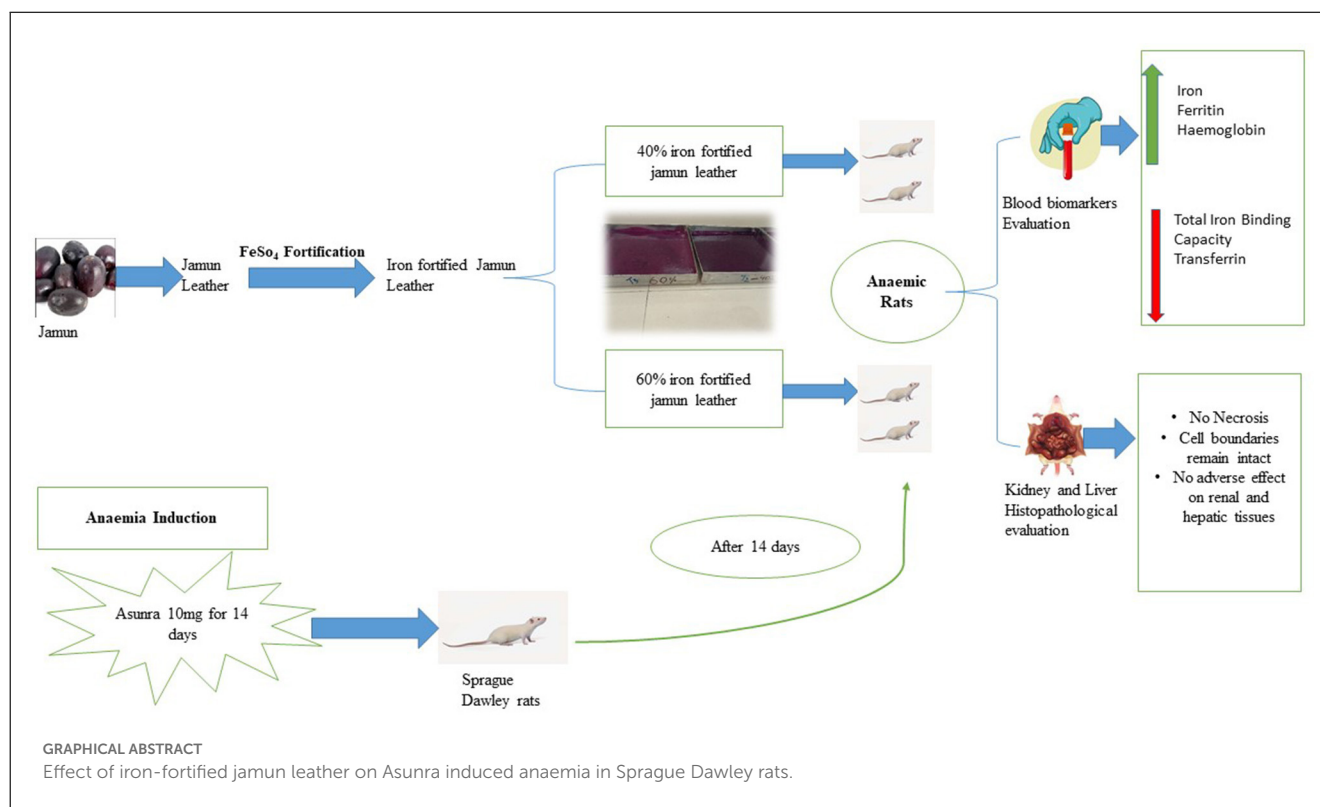 Jamun
Jamun
Leather
FeSo4 Fortification
Iron fortified Jamun
Leather
40% iron fortified
jamun leather
60%
60% iron fortified
jamun leather
Anaemia Induction
Asunra 10mg for 14
days
Sprague
Dawley rats
After 14 days
Anaemic
Rats
Blood biomarkers
Evaluation
Iron
Ferritin
Haemoglobin
Total Iron Binding
Capacity
Transferrin
Kidney and Liver
Histopathological
evaluation
• No Necrosis
• Cell boundaries
remain intact
• No adverse effect
on renal and
hepatic tissues
GRAPHICAL ABSTRACT
Effect of iron-fortified jamun leather on Asunra induced anaemia in Sprague Dawley rats.